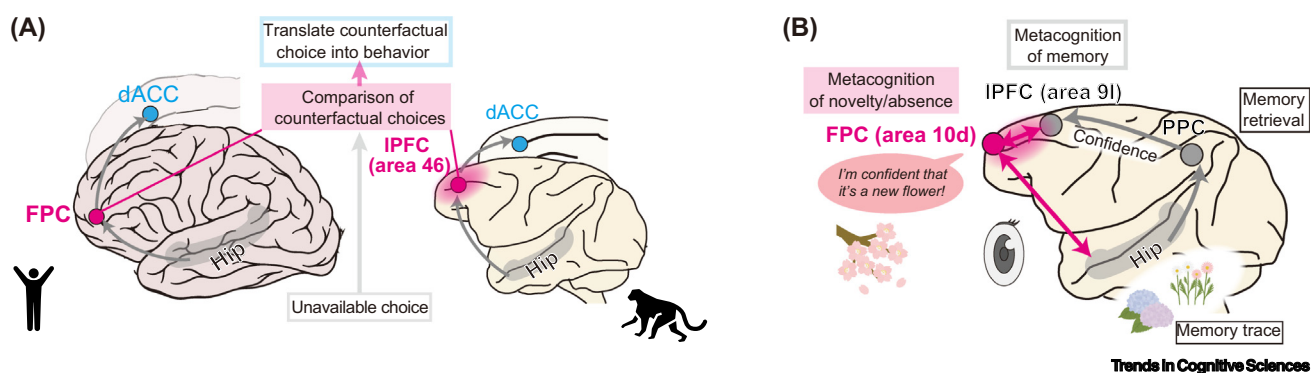 (A)
Translate counterfactual
choice into behavior
dACC
Comparison of
counterfactual choices
dACC
lPFC
(area 46)
FPC
Hip
Hip
Unavailable choice
(B)
Metacognition
of memory
Metacognition
of novelty/absence
lPFC (area 9l)
Memory
retrieval
FPC (area 10d)
PPC
Confidence
I'm confident that
it's a new flower!
Hip
Memory trace
Trends in Cognitive Sciences